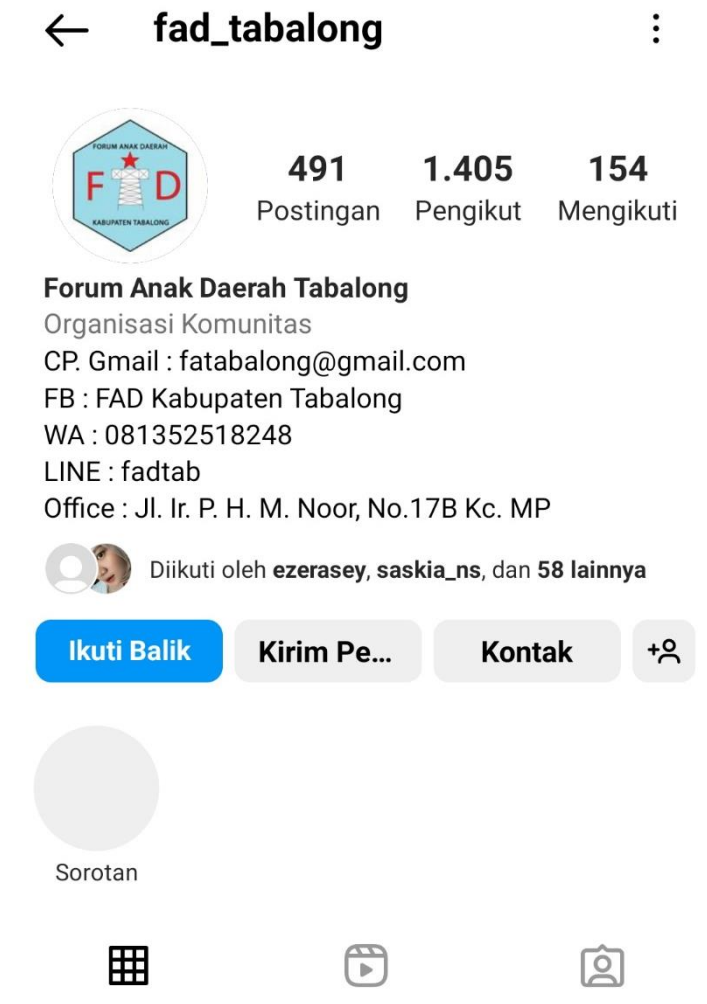 fad_tabalong
FORUM ANAK DAERAH
F D
KABUPATEN TABALONG
491 1.405 154
Postingan Pengikut Mengikuti
Forum Anak Daerah Tabalong
Organisasi Komunitas
CP. Gmail : fatabalong@gmail.com
FB : FAD Kabupaten Tabalong
WA : 081352518248
LINE : fadtab
Office : Jl. Ir. P. H. M. Noor, No.17B Kc. MP
Diikuti oleh ezerasey, saskia_ns, dan 58 lainnya
Ikuti Balik Kirim Pe... Kontak
Sorotan